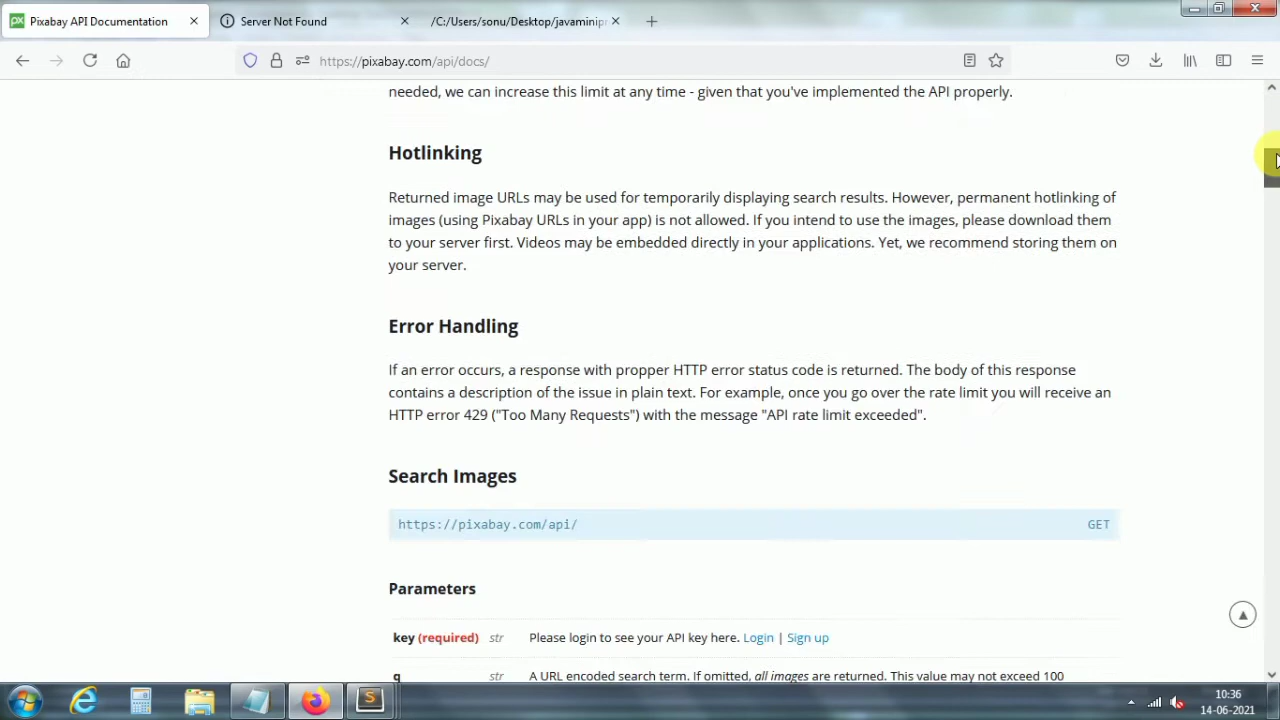 Pixabay API Documentation
Server Not Found
/C:/Users/sonu/Desktop/javaminipr
https://pixabay.com/api/docs/
needed, we can increase this limit at any time - given that you've implemented the API properly.
Hotlinking
Returned image URLs may be used for temporarily displaying search results. However, permanent hotlinking of
images (using Pixabay URLs in your app) is not allowed. If you intend to use the images, please download them
to your server first. Videos may be embedded directly in your applications. Yet, we recommend storing them on
your server.
Error Handling
If an error occurs, a response with propper HTTP error status code is returned. The body of this response
contains a description of the issue in plain text. For example, once you go over the rate limit you will receive an
HTTP error 429 ("Too Many Requests") with the message "API rate limit exceeded".
Search Images
https://pixabay.com/api/ GET
Parameters
key (required) str Please login to see your API key here. Login | Sign up
q str A URL encoded search term. If omitted, all images are returned. This value may not exceed 100
10:36
14-06-2021